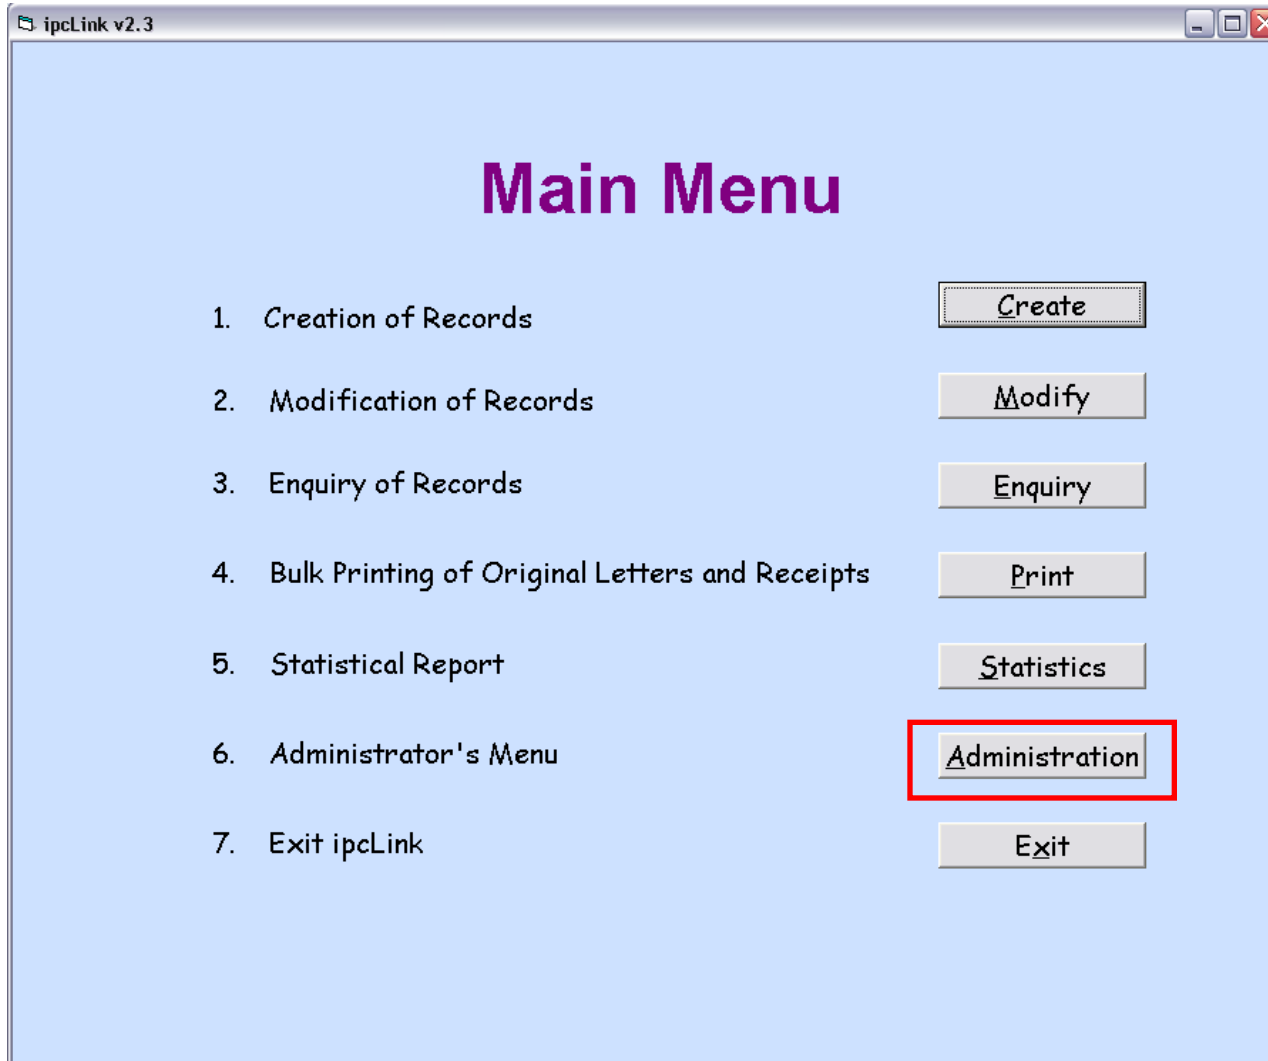 ipcLink v2.3
Main Menu
1. Creation of Records Create
2. Modification of Records Modify
3. Enquiry of Records Enquiry
4. Bulk Printing of Original Letters and Receipts Print
5. Statistical Report Statistics
6. Administrator's Menu Administration
7. Exit ipcLink Exit